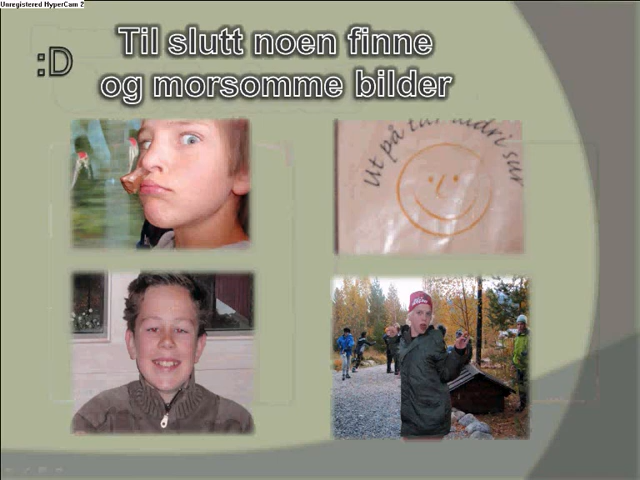 Unregistered HyperCam 2
:D
Til slutt noen finne
og morsomme bilder
Ut på tur aldri sur